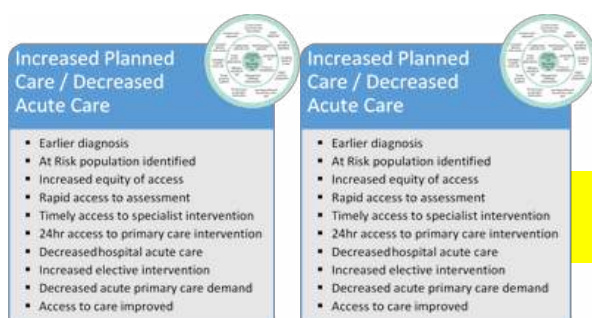 Increased Planned
Care / Decreased
Acute Care
▪ Earlier diagnosis
▪ At Risk population identified
▪ Increased equity of access
▪ Rapid access to assessment
▪ Timely access to specialist intervention
▪ 24hr access to primary care intervention
▪ Decreasedhospital acute care
▪ Increased elective intervention
▪ Decreased acute primary care demand
▪ Access to care improved
Increased Planned
Care / Decreased
Acute Care
▪ Earlier diagnosis
▪ At Risk population identified
▪ Increased equity of access
▪ Rapid access to assessment
▪ Timely access to specialist intervention
▪ 24hr access to primary care intervention
▪ Decreasedhospital acute care
▪ Increased elective intervention
▪ Decreased acute primary care demand
▪ Access to care improved